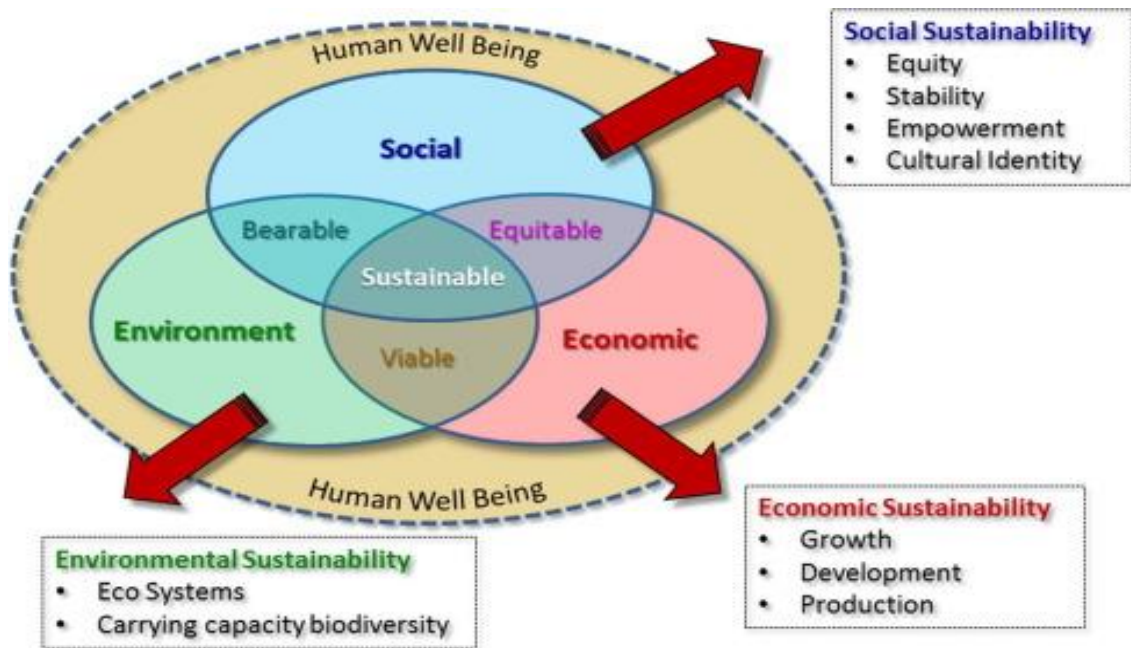 Human Well Being
Social Sustainability
• Equity
• Stability
• Empowerment
• Cultural Identity
Social
Bearable
Equitable
Sustainable
Environment
Economic
Viable
Human Well Being
Environmental Sustainability
• Eco Systems
• Carrying capacity biodiversity
Economic Sustainability
• Growth
• Development
• Production